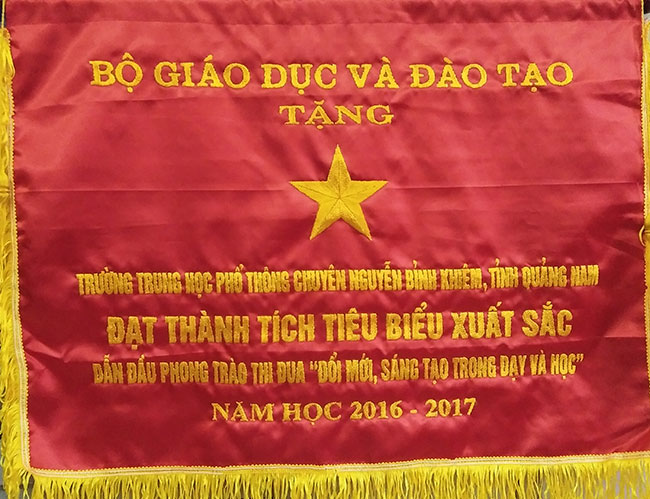 BỘ GIÁO DỤC VÀ ĐÀO TẠO
TẶNG
TRƯỜNG TRUNG HỌC PHỔ THÔNG CHUYÊN NGUYỄN BỈNH KHIÊM, TỈNH QUẢNG NAM
ĐẠT THÀNH TÍCH TIÊU BIỂU XUẤT SẮC
DẪN ĐẦU PHONG TRÀO THI ĐUA "ĐỔI MỚI, SÁNG TẠO TRONG DẠY VÀ HỌC"
NĂM HỌC 2016 - 2017